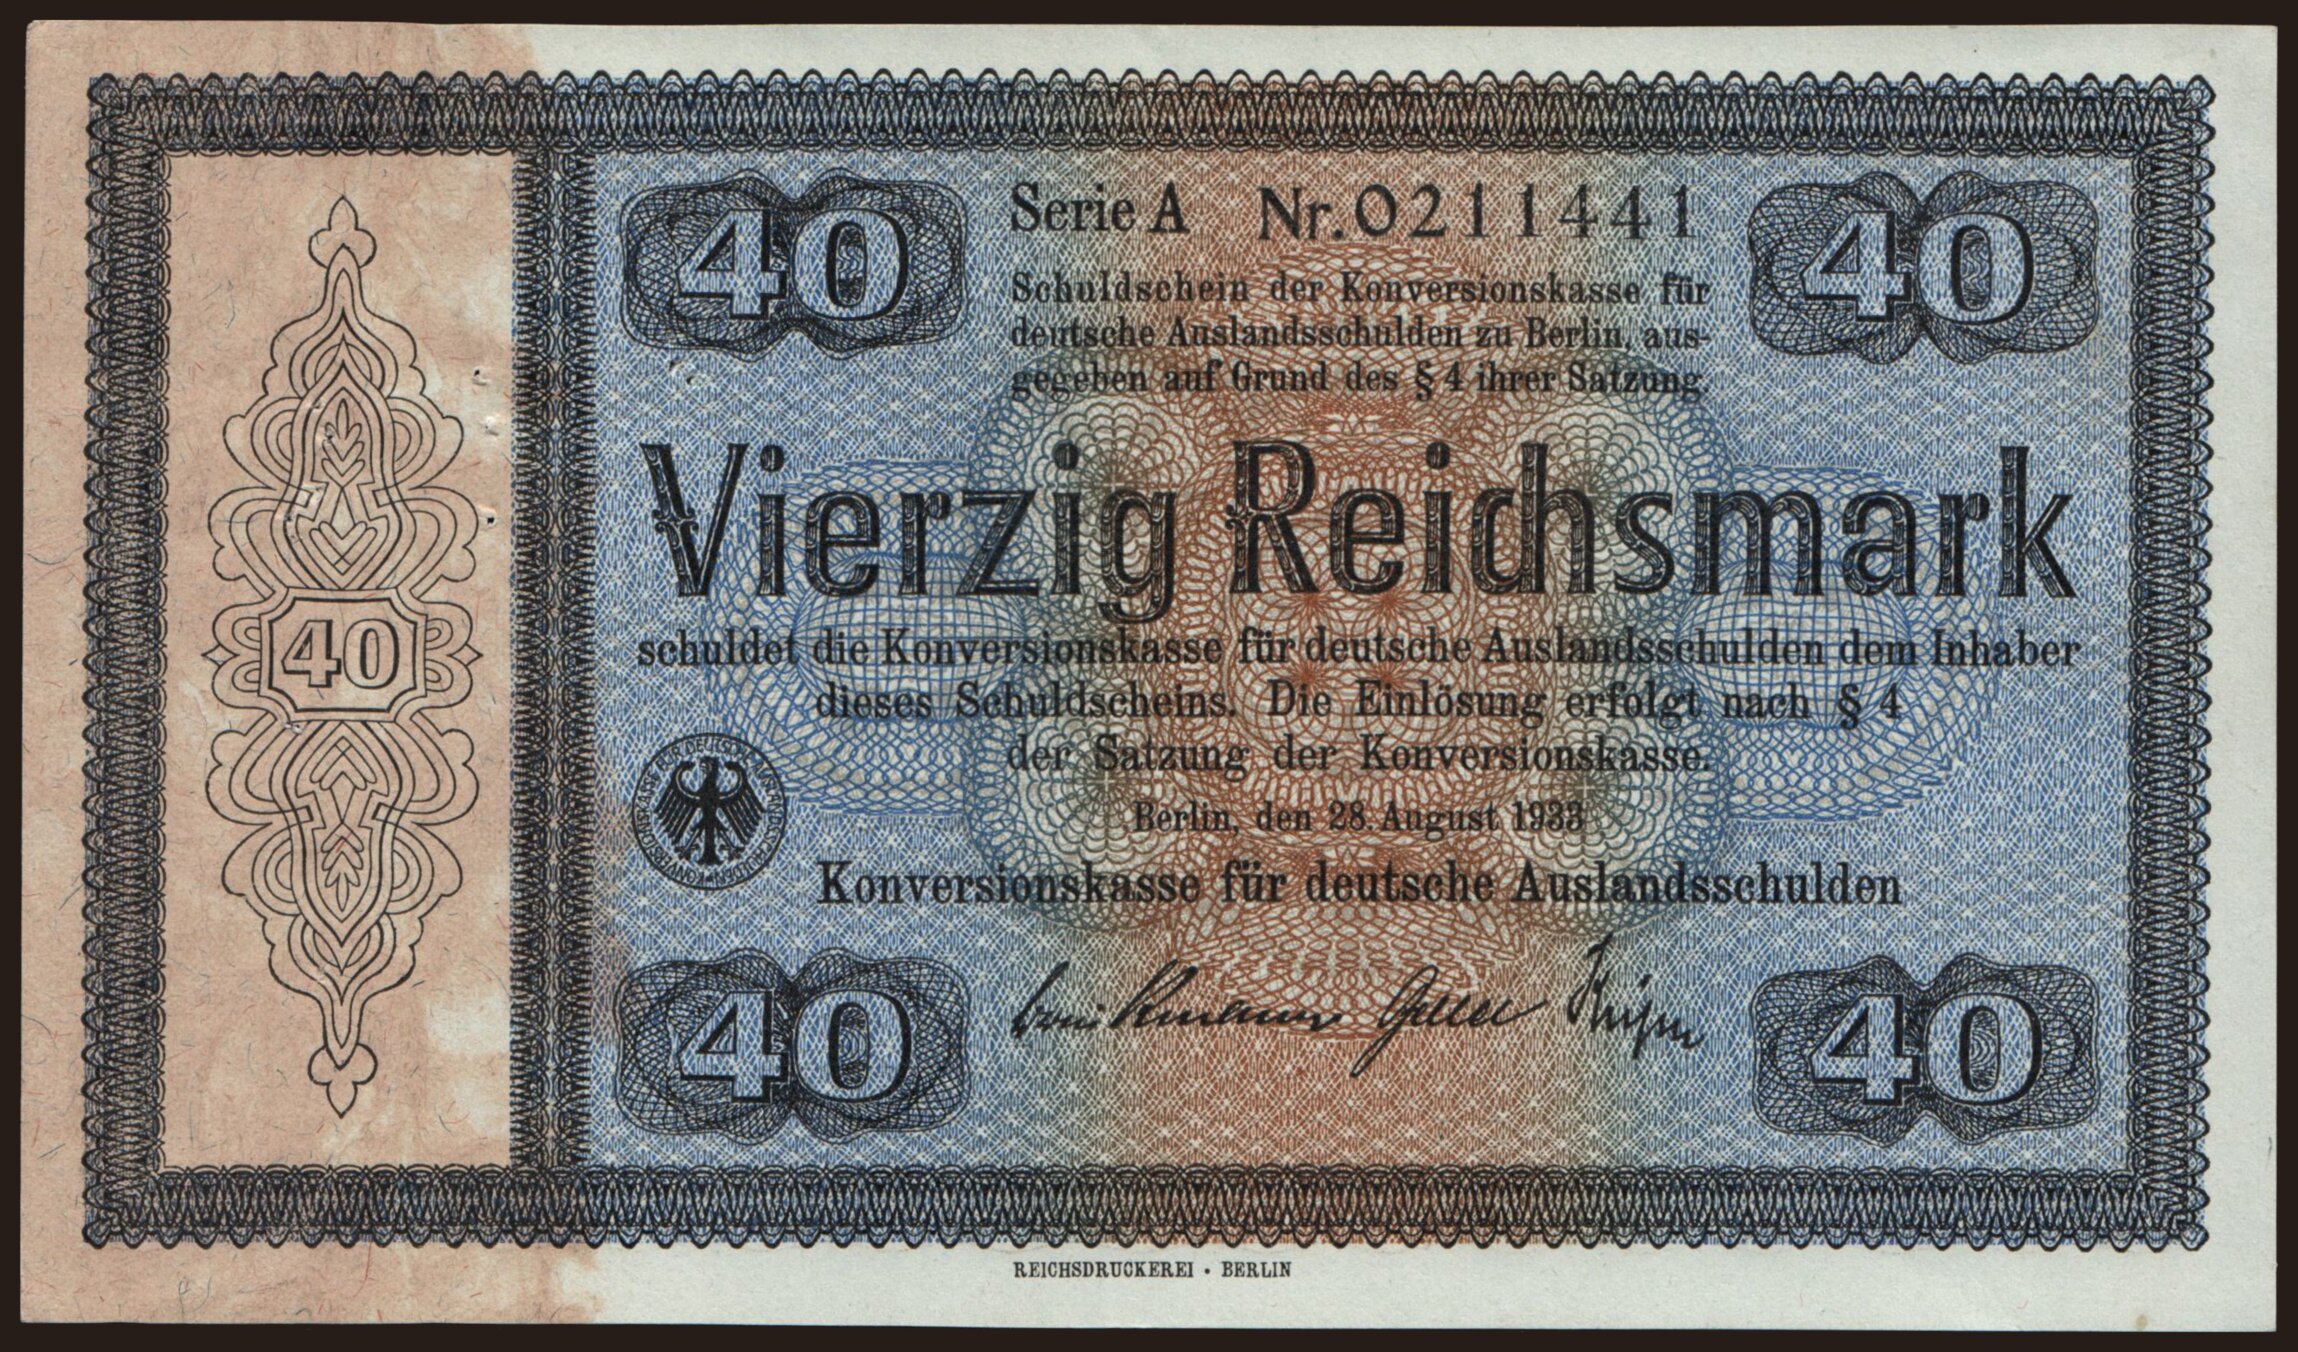 40
Serie A Nr. 0211441
40
Schuldschein der Konversionskasse für
deutsche Auslandsschulden zu Berlin, aus-
gegeben auf Grund des § 4 ihrer Satzung
Vierzig Reichsmark
40
schuldet die Konversionskasse für deutsche Auslandsschulden dem Inhaber
dieses Schuldscheins. Die Einlösung erfolgt nach § 4
der Satzung der Konversionskasse.
Berlin, den 28. August 1933
Konversionskasse für deutsche Auslandsschulden
40
40
REICHSDRUCKEREI • BERLIN